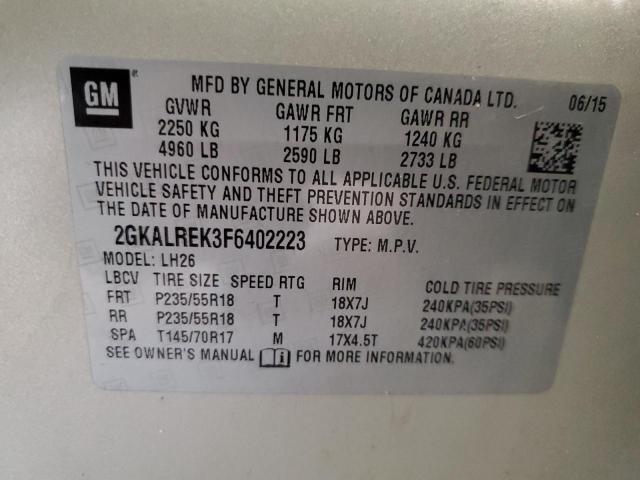 GM
MFD BY GENERAL MOTORS OF CANADA LTD. 06/15
GVWR GAWR FRT GAWR RR
2250 KG 1175 KG 1240 KG
4960 LB 2590 LB 2733 LB
THIS VEHICLE CONFORMS TO ALL APPLICABLE U.S. FEDERAL MOTOR
VEHICLE SAFETY AND THEFT PREVENTION STANDARDS IN EFFECT ON
THE DATE OF MANUFACTURE SHOWN ABOVE.
2GKALREK3F6402223 TYPE: M.P.V.
MODEL: LH26
LBCV TIRE SIZE SPEED RTG RIM COLD TIRE PRESSURE
FRT P235/55R18 T 18X7J 240KPA(35PSI)
RR P235/55R18 T 18X7J 240KPA(35PSI)
SPA T145/70R17 M 17X4.5T 420KPA(60PSI)
SEE OWNER'S MANUAL i FOR MORE INFORMATION.